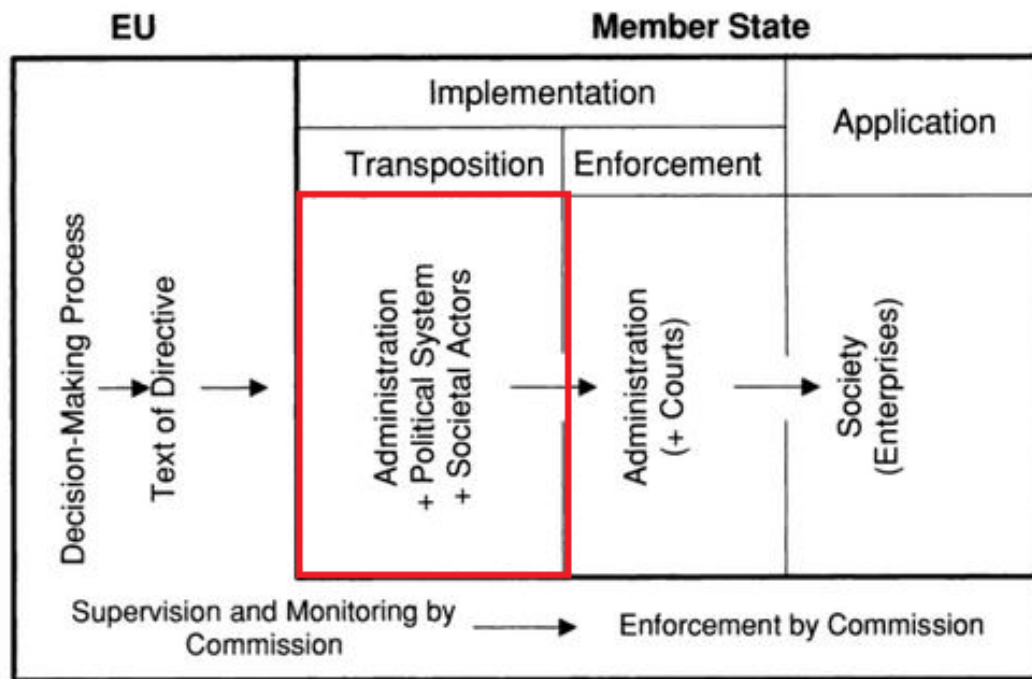 EU
Member State
Implementation
Application
Transposition
Enforcement
Decision-Making Process
Text of Directive
Administration
+ Political System
+ Societal Actors
Administration
(+ Courts)
Society
(Enterprises)
Supervision and Monitoring by
Commission
Enforcement by Commission